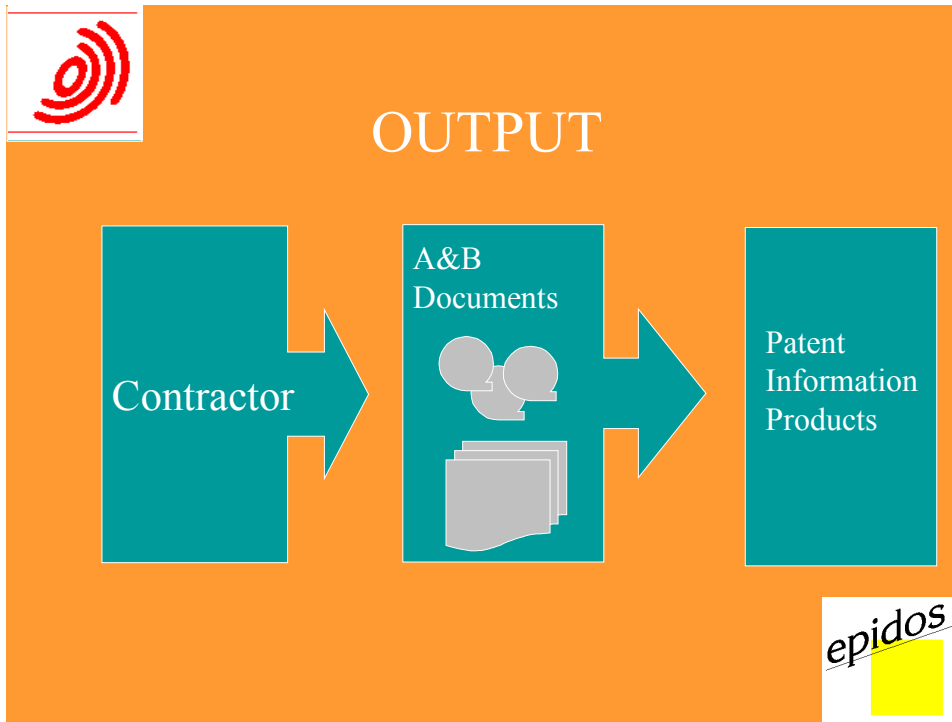 OUTPUT
Contractor
A&B
Documents
Patent
Information
Products
epidos